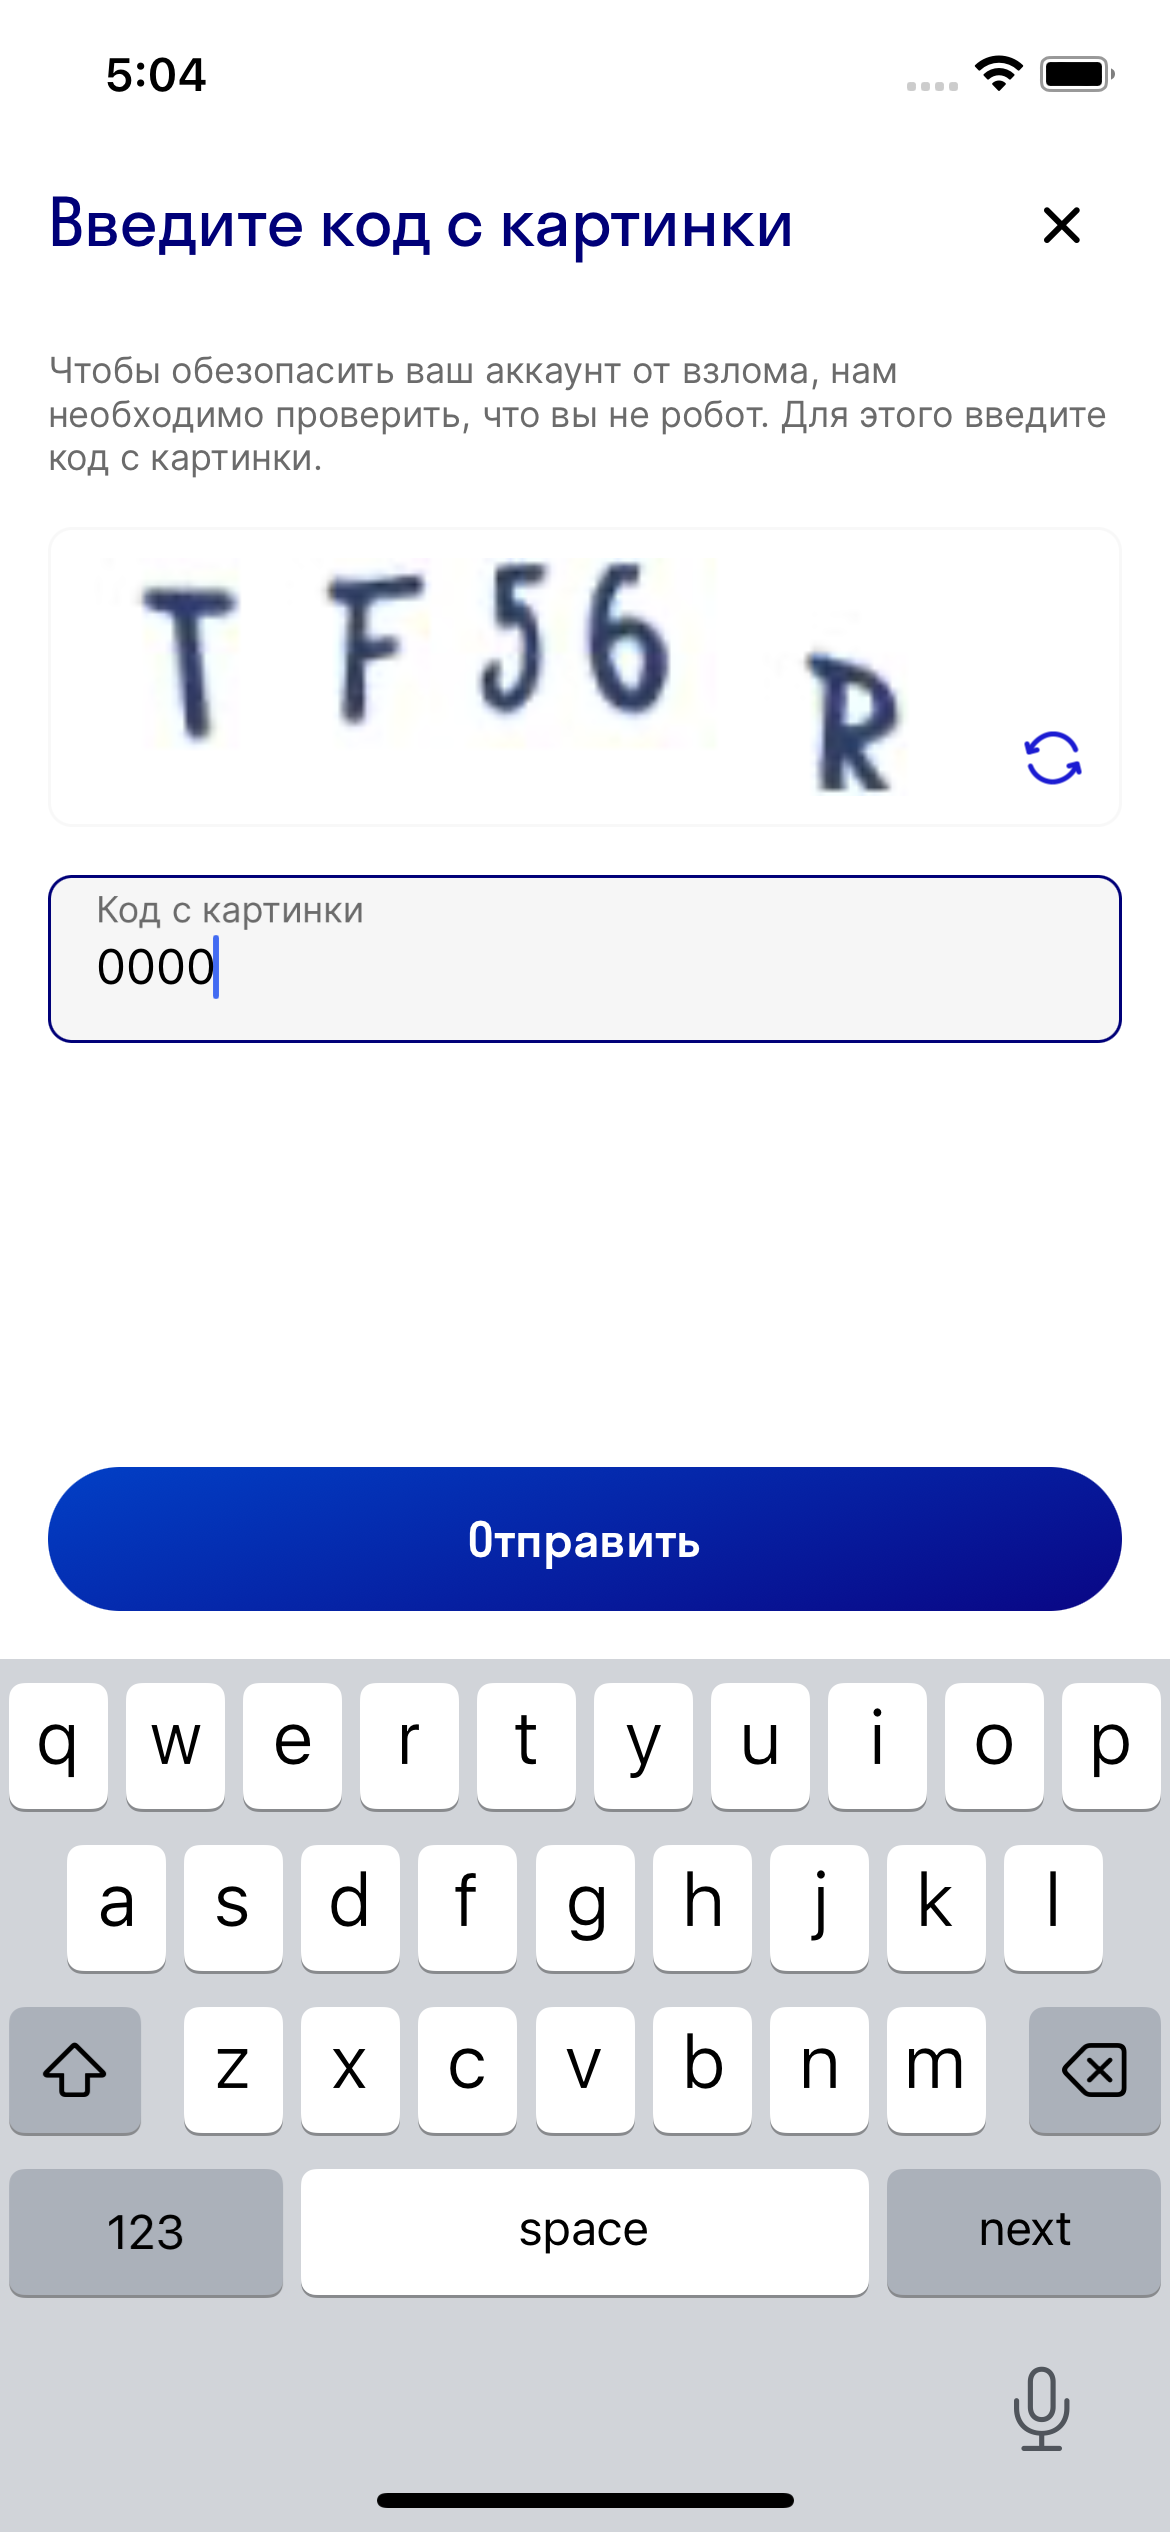 5:04
Введите код с картинки
Чтобы обезопасить ваш аккаунт от взлома, нам
необходимо проверить, что вы не робот. Для этого введите
код с картинки.
T F 5 6 R
Код с картинки
0000
Отправить
q w e r t y u i o p
a s d f g h j k l
z x c v b n m
123 space next